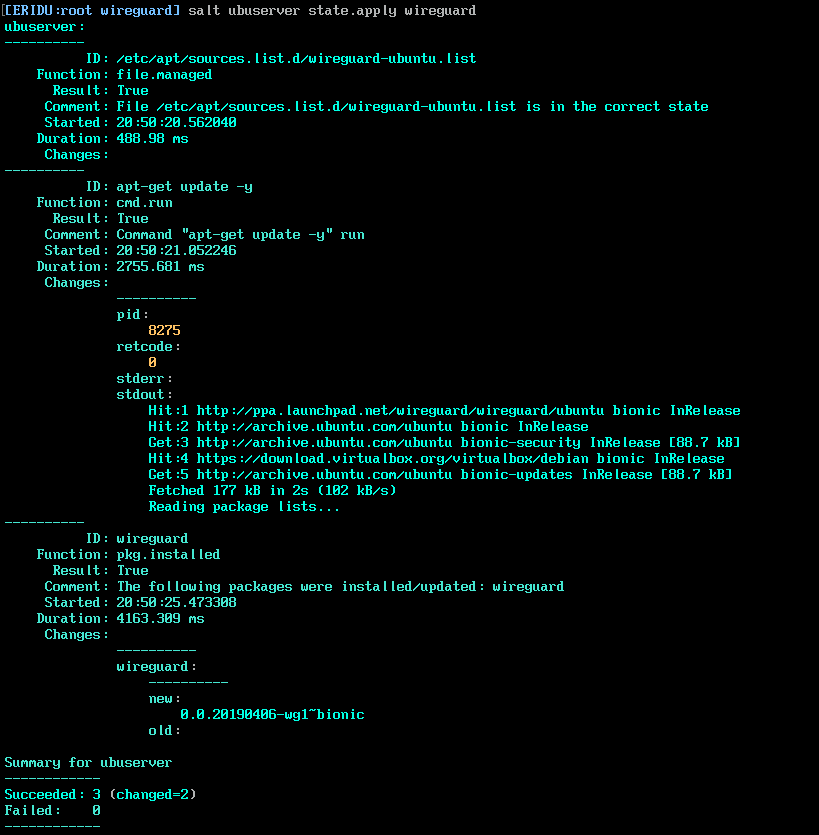 [ERIDU:root wireguard] salt ubuserver state.apply wireguard
ubuserver:
----------
          ID: /etc/apt/sources.list.d/wireguard-ubuntu.list
    Function: file.managed
      Result: True
     Comment: File /etc/apt/sources.list.d/wireguard-ubuntu.list is in the correct state
     Started: 20:50:20.562040
    Duration: 488.98 ms
     Changes:
----------
          ID: apt-get update -y
    Function: cmd.run
      Result: True
     Comment: Command "apt-get update -y" run
     Started: 20:50:21.052246
    Duration: 2755.681 ms
     Changes:
              ----------
              pid:
                  8275
              retcode:
                  0
              stderr:
              stdout:
                  Hit:1 http://ppa.launchpad.net/wireguard/wireguard/ubuntu bionic InRelease
                  Hit:2 http://archive.ubuntu.com/ubuntu bionic InRelease
                  Get:3 http://archive.ubuntu.com/ubuntu bionic-security InRelease [88.7 kB]
                  Hit:4 https://download.virtualbox.org/virtualbox/debian bionic InRelease
                  Get:5 http://archive.ubuntu.com/ubuntu bionic-updates InRelease [88.7 kB]
                  Fetched 177 kB in 2s (102 kB/s)
                  Reading package lists...
----------
          ID: wireguard
    Function: pkg.installed
      Result: True
     Comment: The following packages were installed/updated: wireguard
     Started: 20:50:25.473308
    Duration: 4163.309 ms
     Changes:
              ----------
              wireguard:
                  ----------
                  new:
                      0.0.20190406-wg1~bionic
                  old:

Summary for ubuserver
------------
Succeeded: 3 (changed=2)
Failed:    0
------------